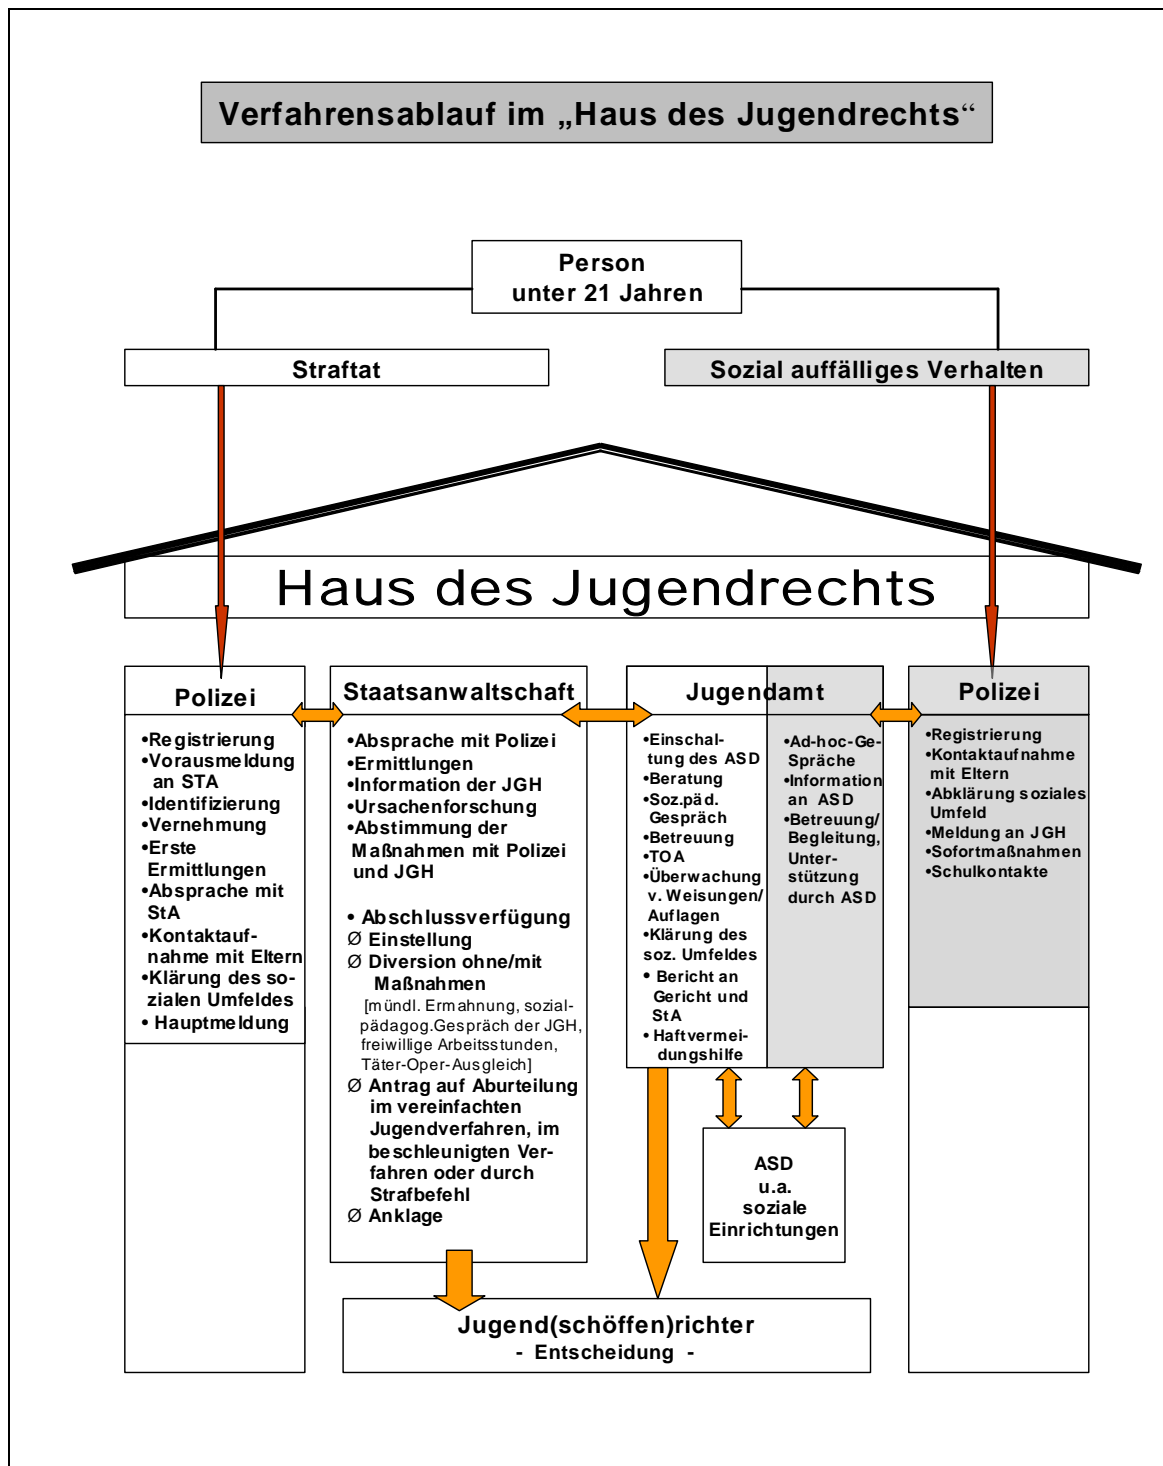 Verfahrensablauf im „Haus des Jugendrechts“
Person
unter 21 Jahren
Straftat
Sozial auffälliges Verhalten
Haus des Jugendrechts
Polizei
•Registrierung
•Vorausmeldung
an STA
•Identifizierung
•Vernehmung
•Erste
Ermittlungen
•Absprache mit
StA
•Kontaktauf-
nahme mit Eltern
•Klärung des so-
zialen Umfeldes
• Hauptmeldung
Staatsanwaltschaft
•Absprache mit Polizei
•Ermittlungen
•Information der JGH
•Ursachenforschung
•Abstimmung der
Maßnahmen mit Polizei
und JGH
• Abschlussverfügung
Ø Einstellung
Ø Diversion ohne/mit
Maßnahmen
[mündl. Ermahnung, sozial-
pädagog.Gespräch der JGH,
freiwillige Arbeitsstunden,
Täter-Oper-Ausgleich]
Ø Antrag auf Aburteilung
im vereinfachten
Jugendverfahren, im
beschleunigten Ver-
fahren oder durch
Strafbefehl
Ø Anklage
Jugendamt
•Einschal-
tung des ASD
•Beratung
•Soz.päd.
Gespräch
•Betreuung
•TOA
•Überwachung
v. Weisungen/
Auflagen
•Klärung des
soz. Umfeldes
• Bericht an
Gericht und
StA
•Haftvermei-
dungshilfe
•Ad-hoc-Ge-
Spräche
•Information
an ASD
•Betreuung/
Begleitung,
Unter-
stützung
durch ASD
Polizei
•Registrierung
•Kontaktaufnahme
mit Eltern
•Abklärung soziales
Umfeld
•Meldung an JGH
•Sofortmaßnahmen
•Schulkontakte
ASD
u.a.
soziale
Einrichtungen
Jugend(schöffen)richter
- Entscheidung -